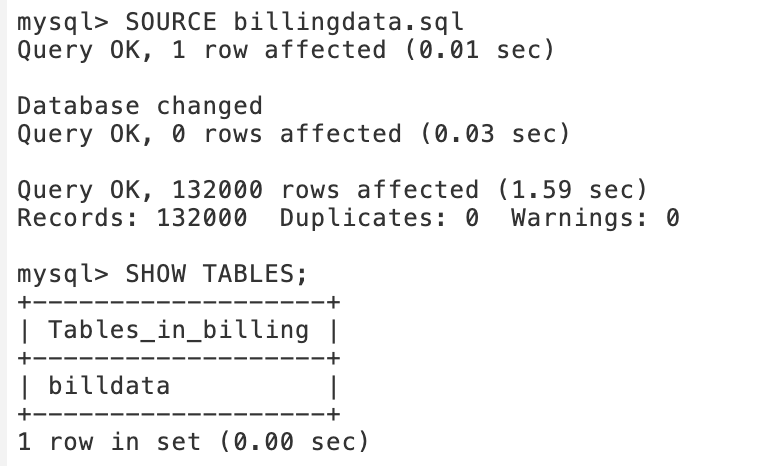 mysql> SOURCE billingdata.sql
Query OK, 1 row affected (0.01 sec)
Database changed
Query OK, 0 rows affected (0.03 sec)
Query OK, 132000 rows affected (1.59 sec)
Records: 132000  Duplicates: 0  Warnings: 0
mysql> SHOW TABLES;
+-------------------+
| Tables_in_billing |
+-------------------+
| billdata          |
+-------------------+
1 row in set (0.00 sec)